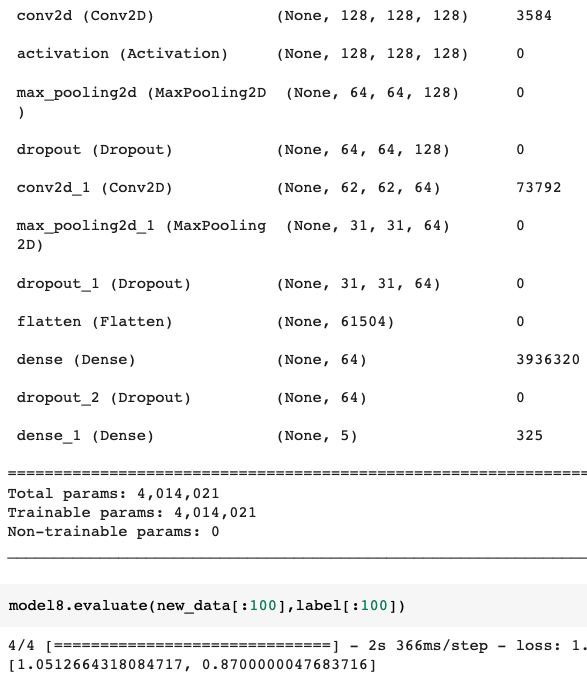 conv2d (Conv2D) (None, 128, 128, 128) 3584
activation (Activation) (None, 128, 128, 128) 0
max_pooling2d (MaxPooling2D (None, 64, 64, 128) 0
)
dropout (Dropout) (None, 64, 64, 128) 0
conv2d_1 (Conv2D) (None, 62, 62, 64) 73792
max_pooling2d_1 (MaxPooling (None, 31, 31, 64) 0
2D)
dropout_1 (Dropout) (None, 31, 31, 64) 0
flatten (Flatten) (None, 61504) 0
dense (Dense) (None, 64) 3936320
dropout_2 (Dropout) (None, 64) 0
dense_1 (Dense) (None, 5) 325
=================================================================
Total params: 4,014,021
Trainable params: 4,014,021
Non-trainable params: 0
_________________________________________________________________
model8.evaluate(new_data[:100],label[:100])
4/4 [==============================] - 2s 366ms/step - loss: 1.
[1.0512664318084717, 0.8700000047683716]